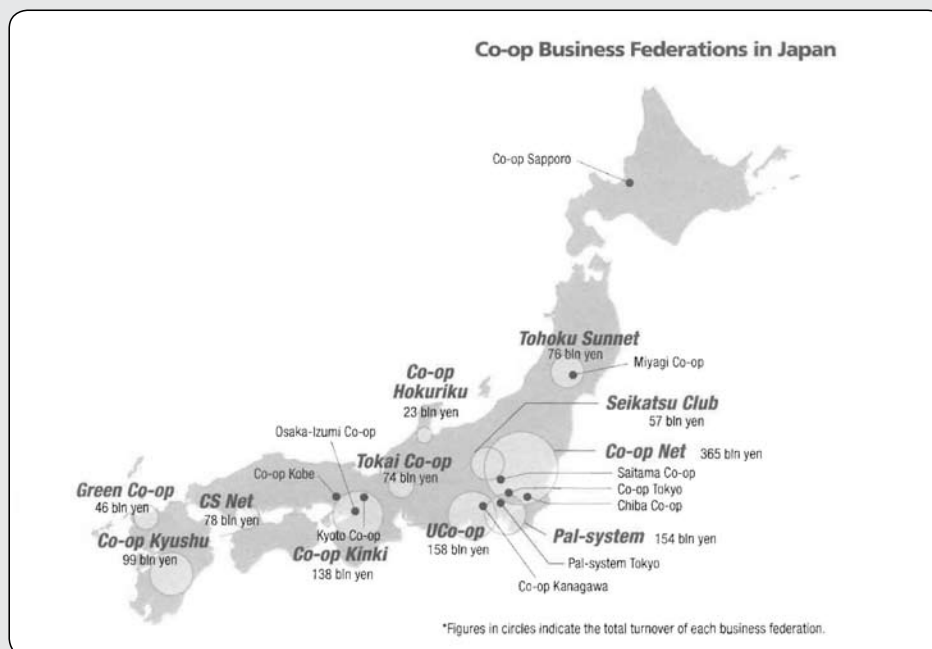 Co-op Business Federations in Japan
Co-op Sapporo
Tohoku Sunnet
76 bln yen
Miyagi Co-op
Co-op
Hokuriku
23 bln yen
Seikatsu Club
57 bln yen
Osaka-Izumi Co-op
Co-op Net 365 bln yen
Co-op Kobe
Tokai Co-op
74 bln yen
Saitama Co-op
Co-op Tokyo
Chiba Co-op
Green Co-op
46 bln yen
CS Net
78 bln yen
Kyoto Co-op
UCo-op
158 bln yen
Pal-system 154 bln yen
Co-op Kyushu
99 bln yen
Co-op Kinki
138 bln yen
Pal-system Tokyo
Co-op Kanagawa
*Figures in circles indicate the total turnover of each business federation.